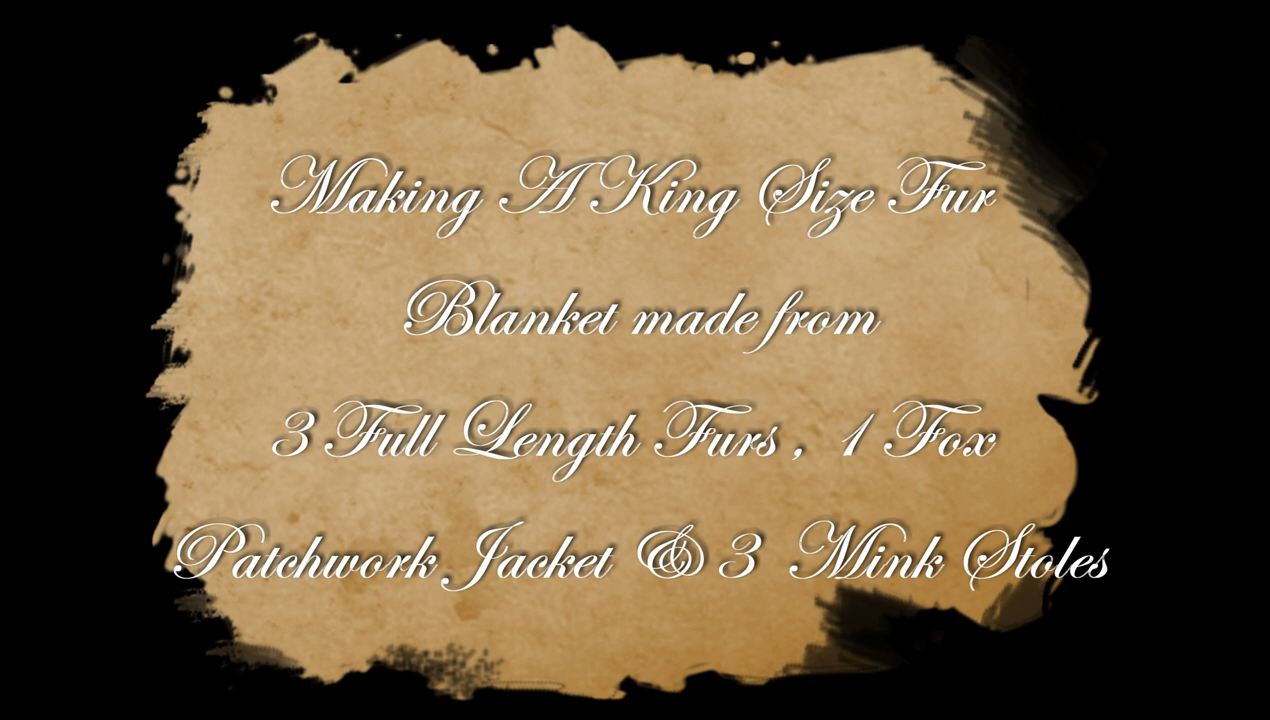 Making A King Size Fur
Blanket made from
3 Full Length Furs , 1 Fox
Patchwork Jacket & 3 Mink Stoles